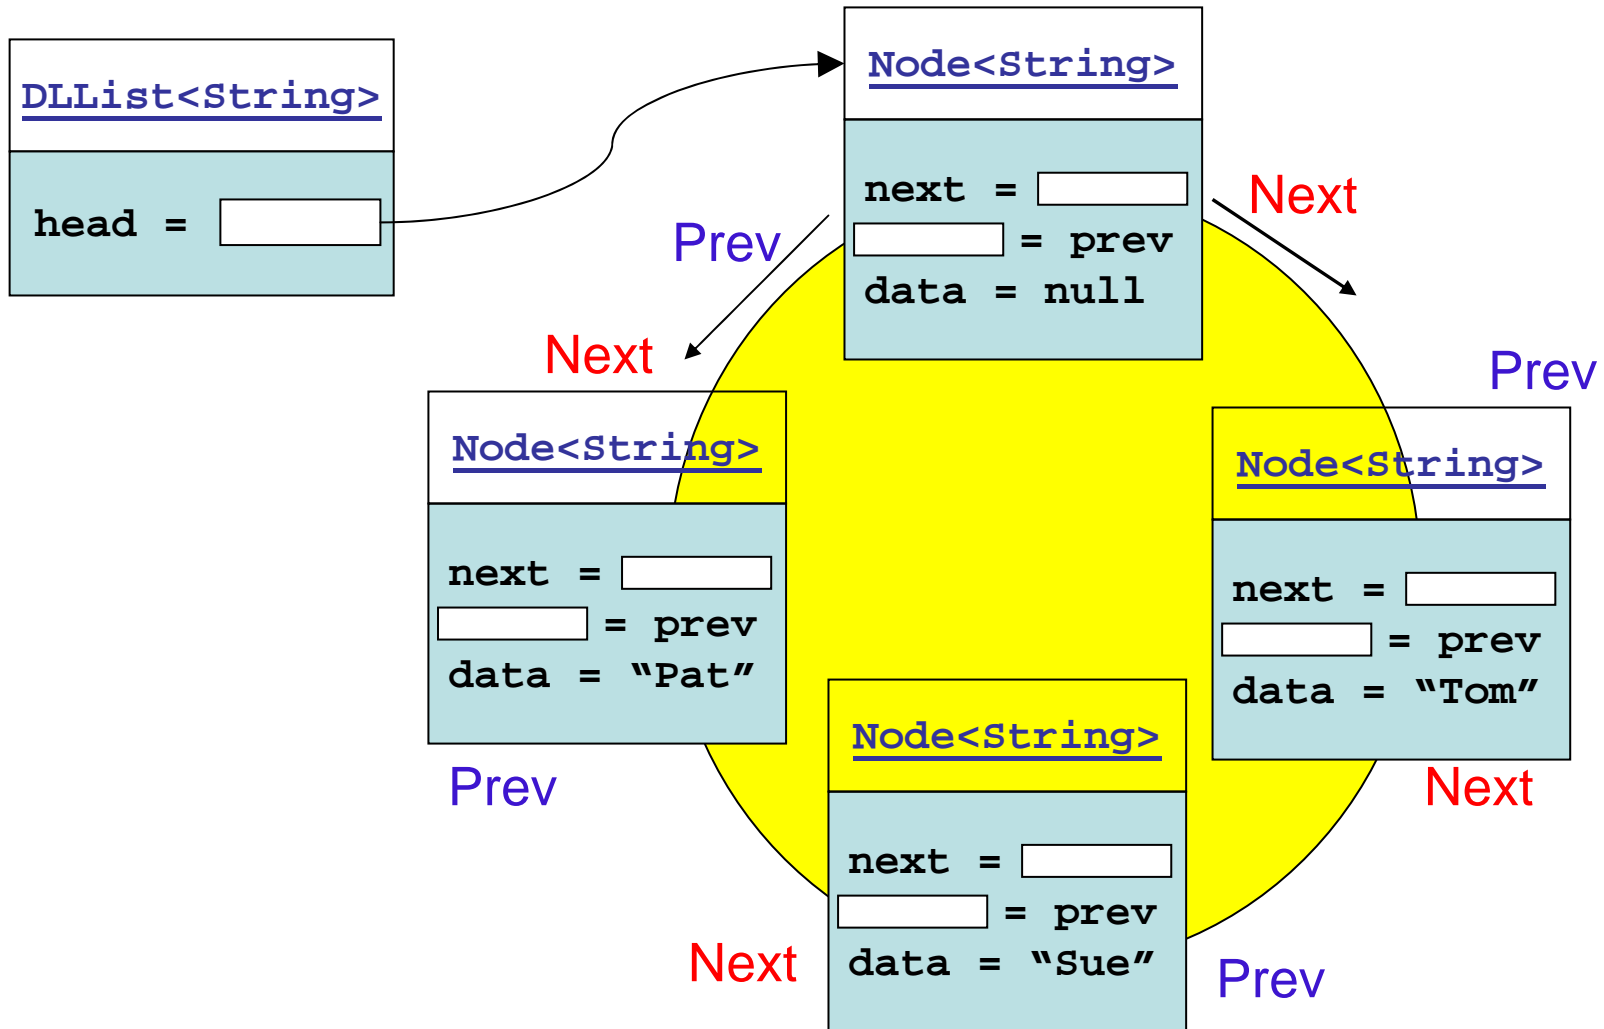 DLList<String>
head =
Node<String>
next =
= prev
data = null
Prev
Next
Next
Prev
Node<String>
next =
= prev
data = “Pat”
Prev
Node<String>
next =
= prev
data = “Tom”
Next
Node<String>
next =
= prev
data = “Sue”
Next
Prev